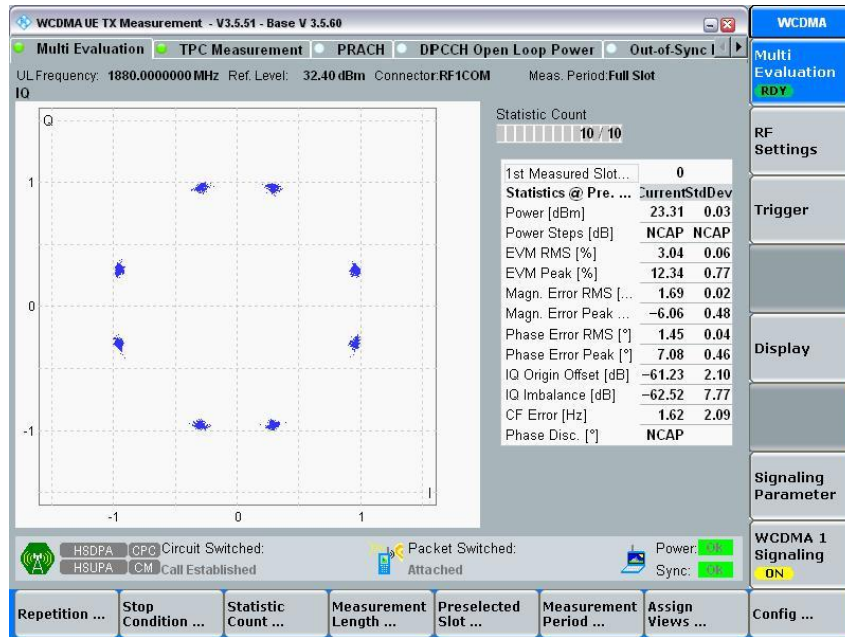 WCDMA UE TX Measurement - V3.5.51 - Base V 3.5.60
WCDMA
Multi Evaluation TPC Measurement PRACH DPCCH Open Loop Power Out-of-Sync
UL Frequency: 1880.0000000 MHz Ref. Level: 32.40 dBm Connector:RF1COM Meas. Period:Full Slot
IQ
Q
1
0
-1
-1 0 1
I
Statistic Count
10 / 10
1st Measured Slot... 0
Statistics @ Pre. ... Current StdDev
Power [dBm] 23.31 0.03
Power Steps [dB] NCAP NCAP
EVM RMS [%] 3.04 0.06
EVM Peak [%] 12.34 0.77
Magn. Error RMS [... 1.69 0.02
Magn. Error Peak ... −6.06 0.48
Phase Error RMS [°] 1.45 0.04
Phase Error Peak [°] 7.08 0.46
IQ Origin Offset [dB] −61.23 2.10
IQ Imbalance [dB] −62.52 7.77
CF Error [Hz] 1.62 2.09
Phase Disc. [°] NCAP
Multi
Evaluation
RDY
RF
Settings
Trigger
Display
Signaling
Parameter
WCDMA 1
Signaling
ON
HSDPA CPC Circuit Switched: Packet Switched: Power: OK
HSUPA CM Call Established Attached Sync: OK
Repetition ...
Stop
Condition ...
Statistic
Count ...
Measurement
Length ...
Preselected
Slot ...
Measurement
Period ...
Assign
Views ...
Config ...